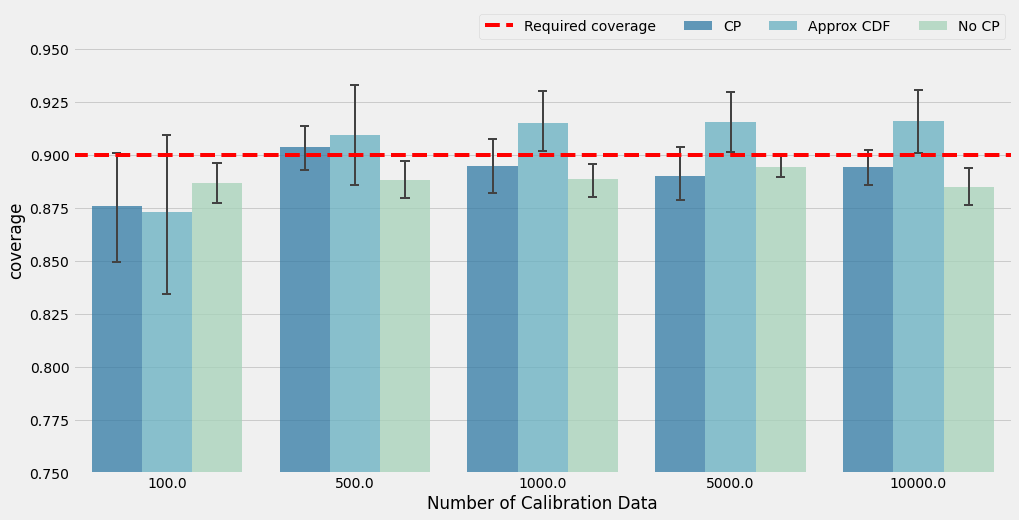 Required coverage CP Approx CDF No CP
0.950
0.925
0.900
0.875
0.850
0.825
0.800
0.775
0.750
coverage
100.0 500.0 1000.0 5000.0 10000.0
Number of Calibration Data